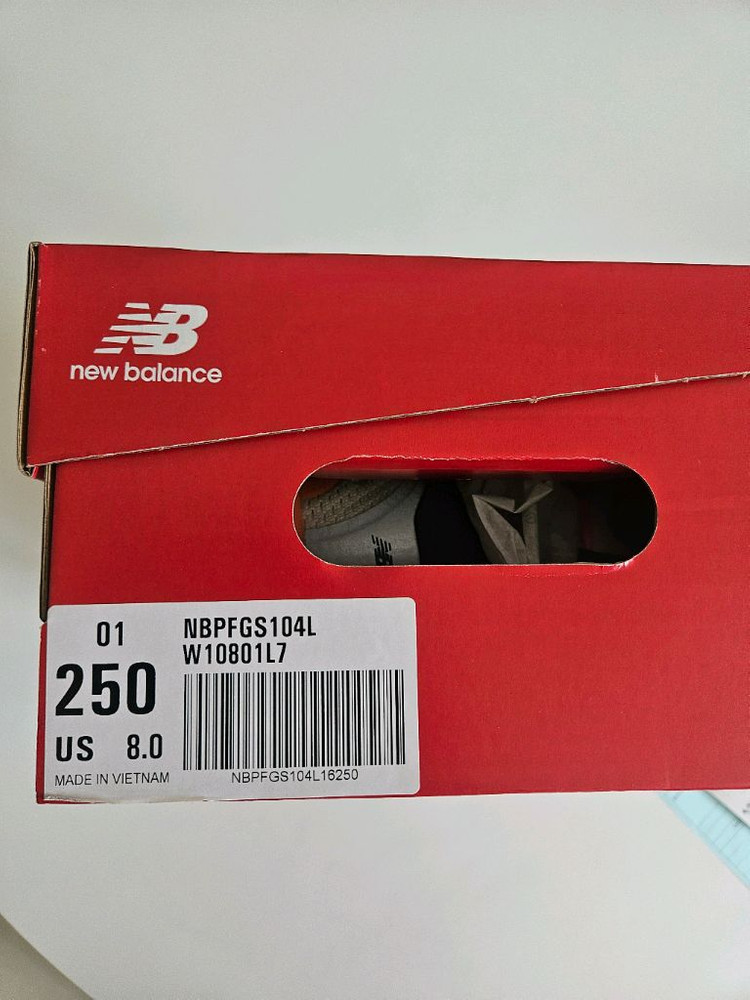 NB
new balance
01
250
US 8.0
MADE IN VIETNAM
NBPFGS104L
W10801L7
NBPFGS104L16250